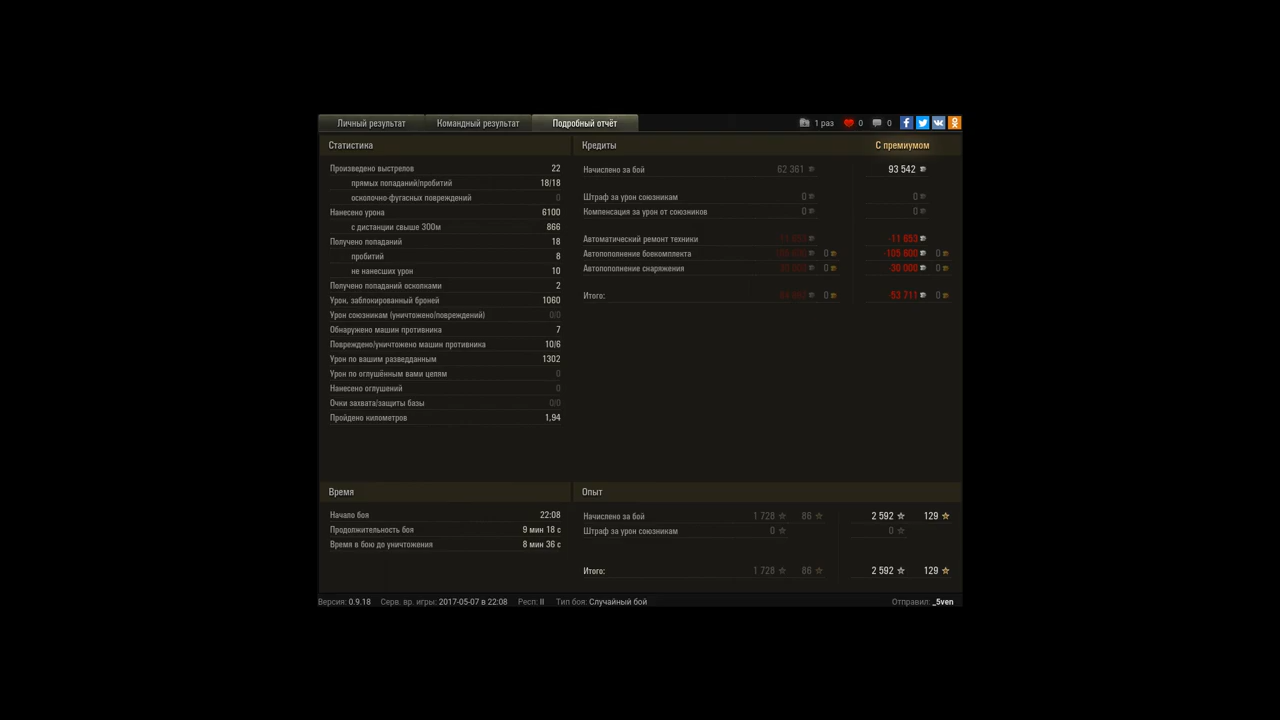 Личный результат Командный результат Подробный отчёт 1 раз 0 0
Статистика
Произведено выстрелов 22
прямых попаданий/пробитий 18/18
осколочно-фугасных повреждений 0
Нанесено урона 6100
с дистанции свыше 300м 866
Получено попаданий 18
пробитий 8
не нанесших урон 10
Получено попаданий осколками 2
Урон, заблокированный броней 1060
Урон союзникам (уничтожено/повреждений) 0/0
Обнаружено машин противника 7
Повреждено/уничтожено машин противника 10/6
Урон по вашим разведданным 1302
Урон по оглушённым вами целям 0
Нанесено оглушений 0
Очки захвата/защиты базы 0/0
Пройдено километров 1,94
Кредиты С премиумом
Начислено за бой 62 361 93 542
Штраф за урон союзникам 0 0
Компенсация за урон от союзников 0 0
Автоматический ремонт техники -11 653
Автопополнение боекомплекта 0 -105 600 0
Автопополнение снаряжения 0 -30 000 0
Итого: 0 -53 711 0
Время
Начало боя 22:08
Продолжительность боя 9 мин 18 с
Время в бою до уничтожения 8 мин 36 с
Опыт
Начислено за бой 1 728 86 2 592 129
Штраф за урон союзникам 0 0
Итого: 1 728 86 2 592 129
Версия: 0.9.18 Серв. вр. игры: 2017-05-07 в 22:08 Респ: II Тип боя: Случайный бой Отправил: _5ven